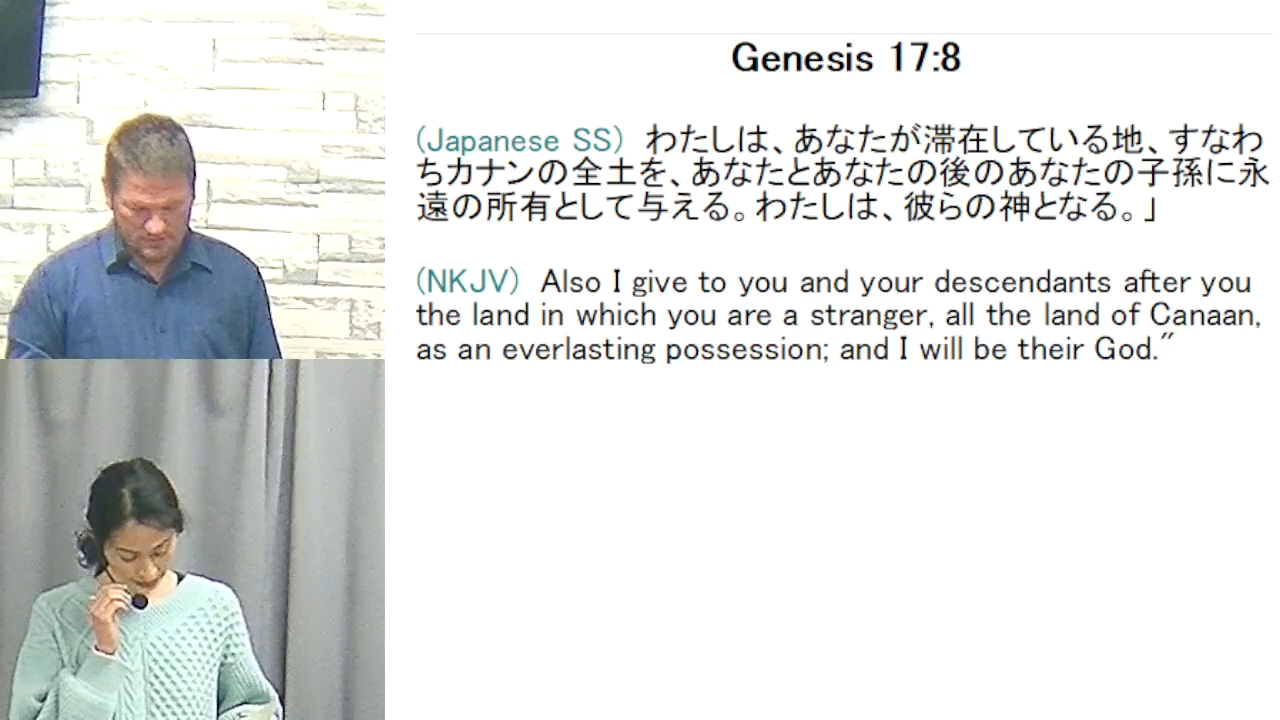 Genesis 17:8
(Japanese SS) わたしは、あなたが滞在している地、すなわ
ちカナンの全土を、あなたとあなたの後のあなたの子孫に永
遠の所有として与える。わたしは、彼らの神となる。」
(NKJV) Also I give to you and your descendants after you
the land in which you are a stranger, all the land of Canaan,
as an everlasting possession; and I will be their God."